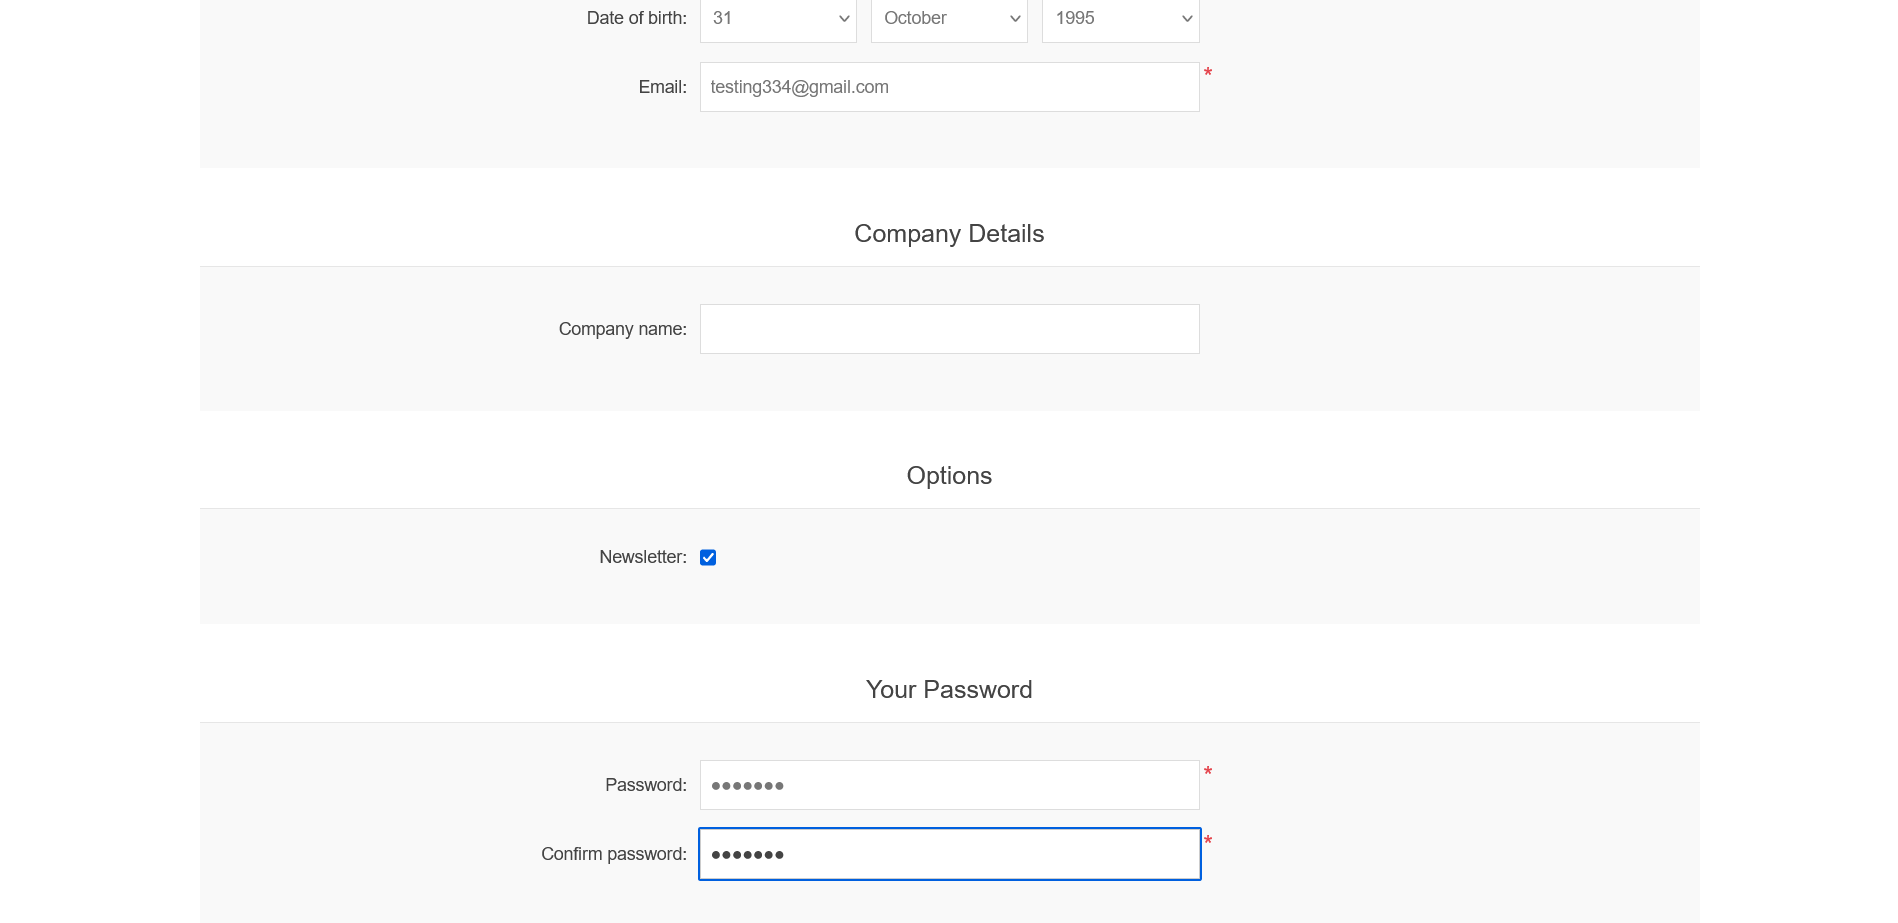 Date of birth: 31 October 1995
Email: testing334@gmail.com *
Company Details
Company name:
Options
Newsletter:
Your Password
Password: ●●●●●●● *
Confirm password: ●●●●●●● *